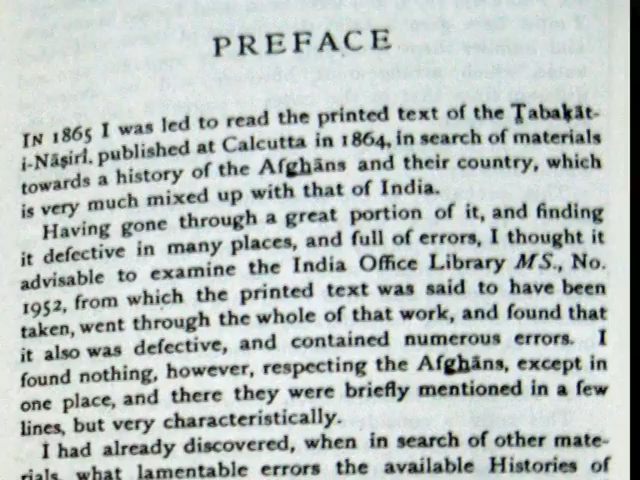 PREFACE
IN 1865 I was led to read the printed text of the Ṭabaḳāt-
i-Nāṣirī, published at Calcutta in 1864, in search of materials
towards a history of the Afghāns and their country, which
is very much mixed up with that of India.
Having gone through a great portion of it, and finding
it defective in many places, and full of errors, I thought it
advisable to examine the India Office Library MS., No.
1952, from which the printed text was said to have been
taken, went through the whole of that work, and found that
it also was defective, and contained numerous errors. I
found nothing, however, respecting the Afghāns, except in
one place, and there they were briefly mentioned in a few
lines, but very characteristically.
I had already discovered, when in search of other mate-
rials, what lamentable errors the available Histories of